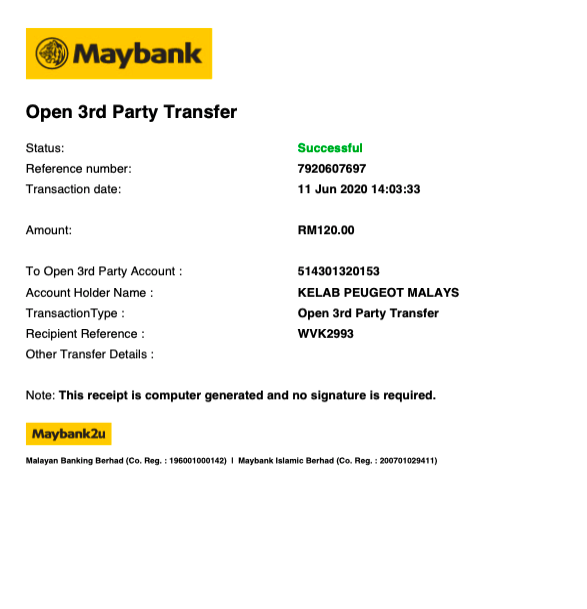 Maybank
Open 3rd Party Transfer
Status: Successful
Reference number: 7920607697
Transaction date: 11 Jun 2020 14:03:33
Amount: RM120.00
To Open 3rd Party Account : 514301320153
Account Holder Name : KELAB PEUGEOT MALAYS
TransactionType : Open 3rd Party Transfer
Recipient Reference : WVK2993
Other Transfer Details :
Note: This receipt is computer generated and no signature is required.
Maybank2u
Malayan Banking Berhad (Co. Reg. : 196001000142) I Maybank Islamic Berhad (Co. Reg. : 200701029411)